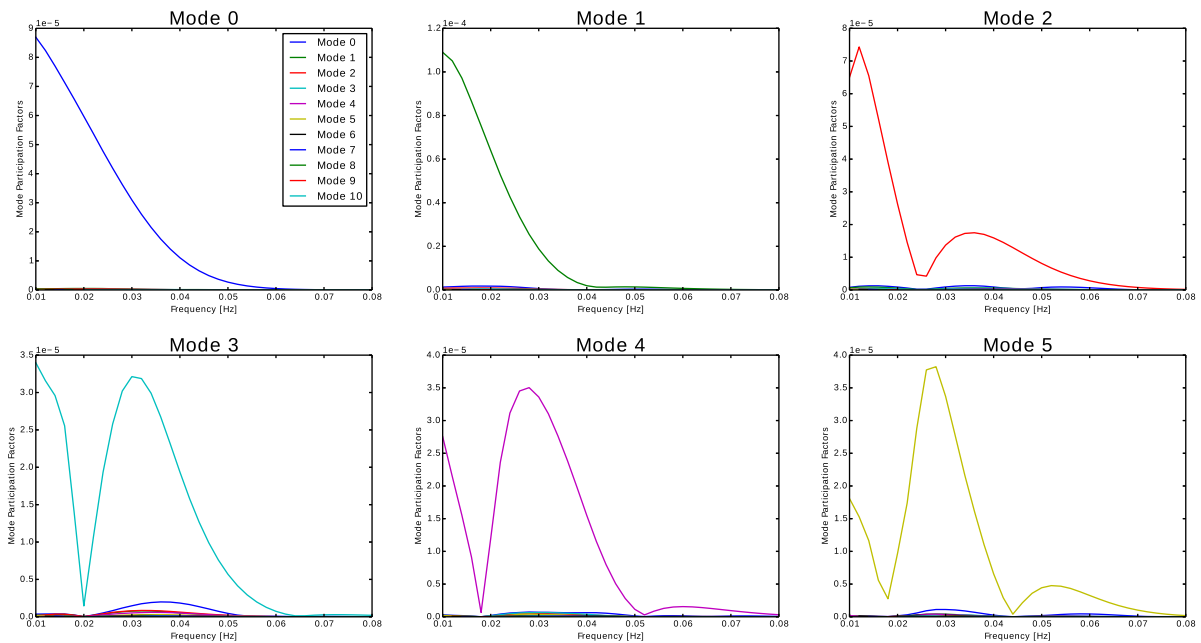 Mode 0
1e−5
9
8
7
6
5
4
3
2
1
0
Mode Participation Factors
0.01 0.02 0.03 0.04 0.05 0.06 0.07 0.08
Frequency [Hz]
Mode 0
Mode 1
Mode 2
Mode 3
Mode 4
Mode 5
Mode 6
Mode 7
Mode 8
Mode 9
Mode 10
Mode 1
1e−4
1.2
1.0
0.8
0.6
0.4
0.2
0.0
Mode Participation Factors
0.01 0.02 0.03 0.04 0.05 0.06 0.07 0.08
Frequency [Hz]
Mode 2
1e−5
8
7
6
5
4
3
2
1
0
Mode Participation Factors
0.01 0.02 0.03 0.04 0.05 0.06 0.07 0.08
Frequency [Hz]
Mode 3
1e−5
3.5
3.0
2.5
2.0
1.5
1.0
0.5
0.0
Mode Participation Factors
0.01 0.02 0.03 0.04 0.05 0.06 0.07 0.08
Frequency [Hz]
Mode 4
1e−5
4.0
3.5
3.0
2.5
2.0
1.5
1.0
0.5
0.0
Mode Participation Factors
0.01 0.02 0.03 0.04 0.05 0.06 0.07 0.08
Frequency [Hz]
Mode 5
1e−5
4.0
3.5
3.0
2.5
2.0
1.5
1.0
0.5
0.0
Mode Participation Factors
0.01 0.02 0.03 0.04 0.05 0.06 0.07 0.08
Frequency [Hz]